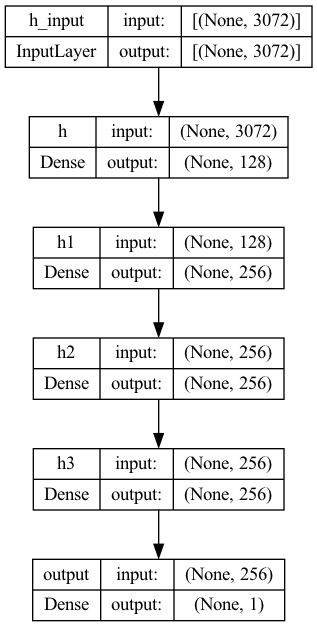 h_input input: [(None, 3072)]
InputLayer output: [(None, 3072)]
h input: (None, 3072)
Dense output: (None, 128)
h1 input: (None, 128)
Dense output: (None, 256)
h2 input: (None, 256)
Dense output: (None, 256)
h3 input: (None, 256)
Dense output: (None, 256)
output input: (None, 256)
Dense output: (None, 1)